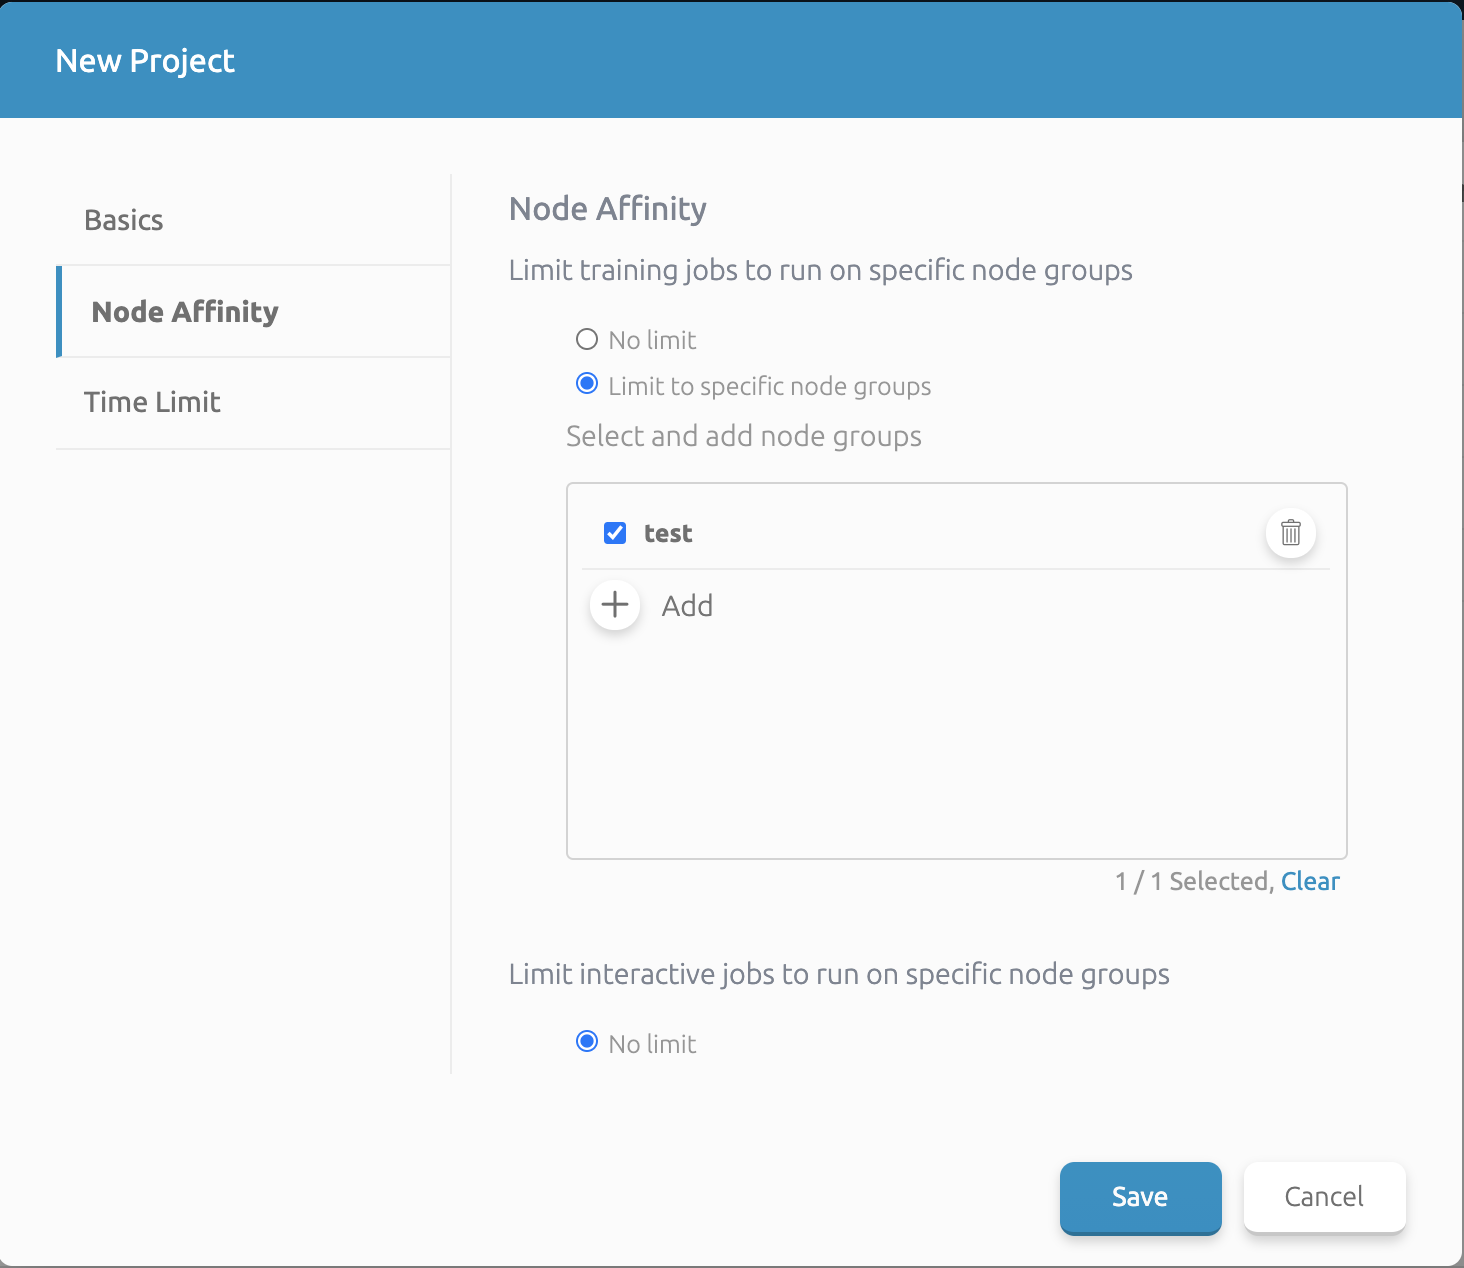 New Project
Basics
Node Affinity
Time Limit
Node Affinity
Limit training jobs to run on specific node groups
No limit
Limit to specific node groups
Select and add node groups
test
Add
1 / 1 Selected, Clear
Limit interactive jobs to run on specific node groups
No limit
Save
Cancel